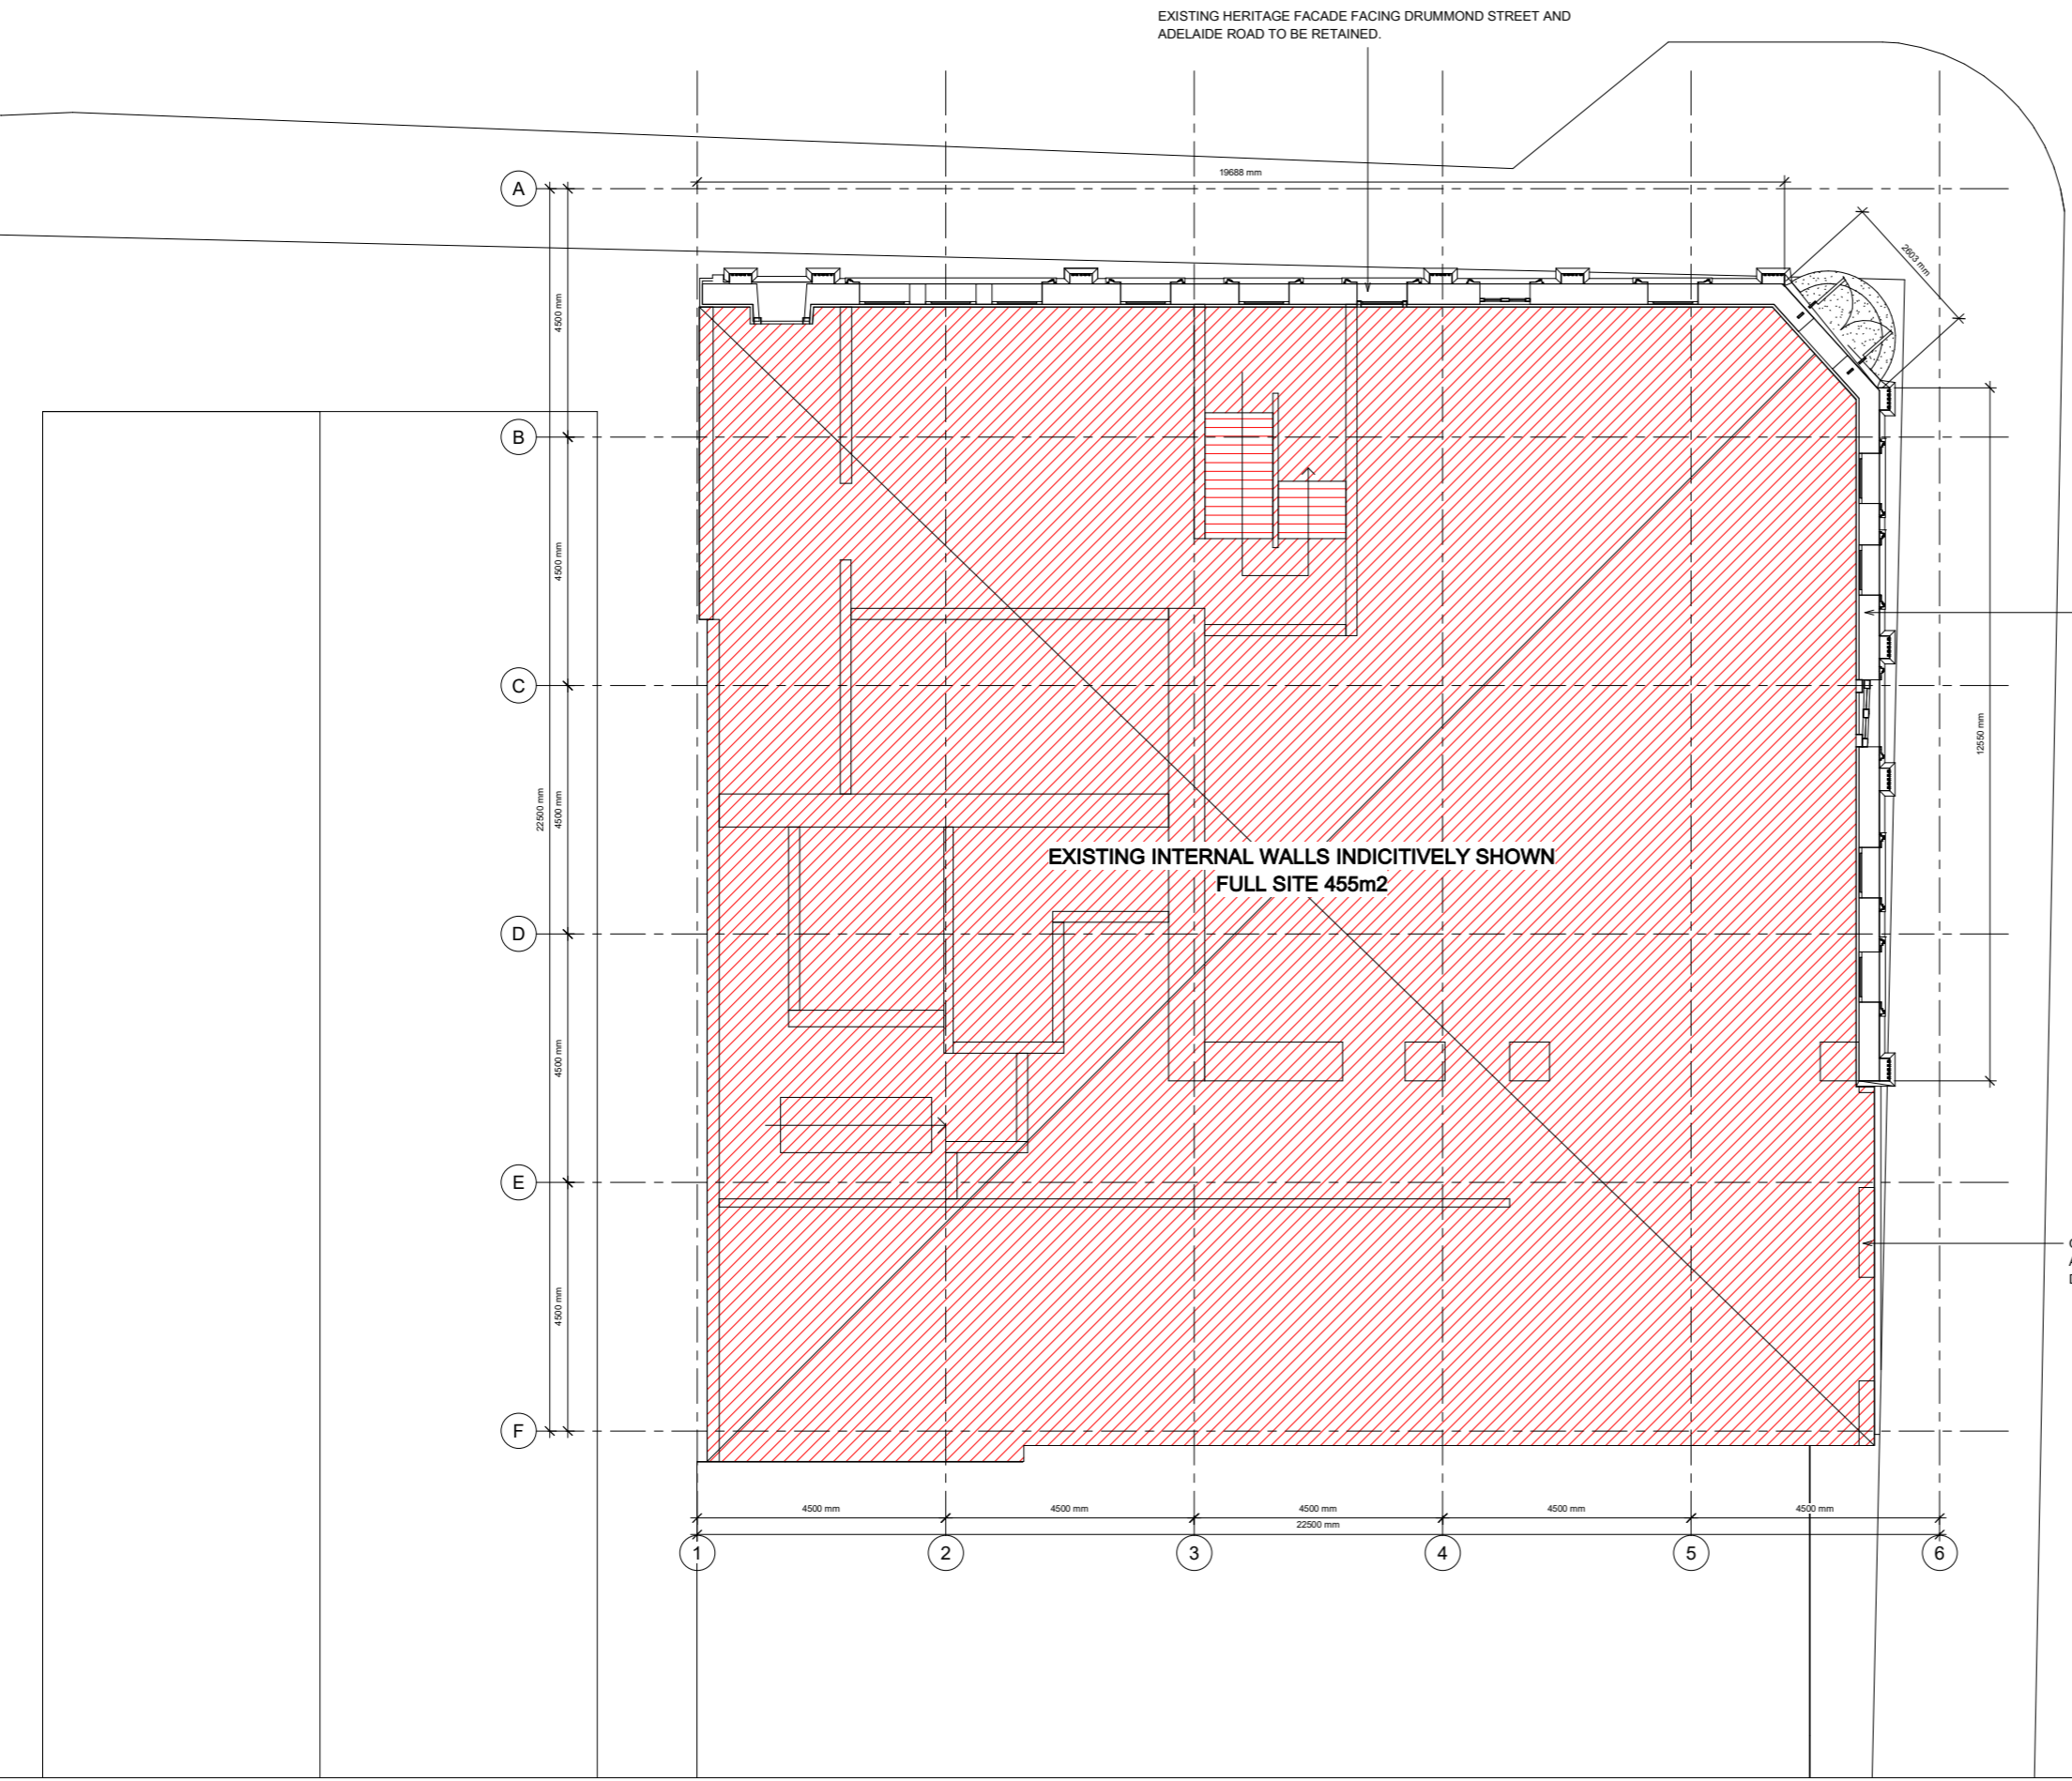 EXISTING HERITAGE FACADE FACING DRUMMOND STREET AND
ADELAIDE ROAD TO BE RETAINED.
A
19688 mm
2603 mm
4500 mm
B
4500 mm
C
12550 mm
22500 mm
4500 mm
EXISTING INTERNAL WALLS INDICITIVELY SHOWN
FULL SITE 455m2
D
4500 mm
E
4500 mm
F
4500 mm
4500 mm
4500 mm
4500 mm
4500 mm
22500 mm
1
2
3
4
5
6